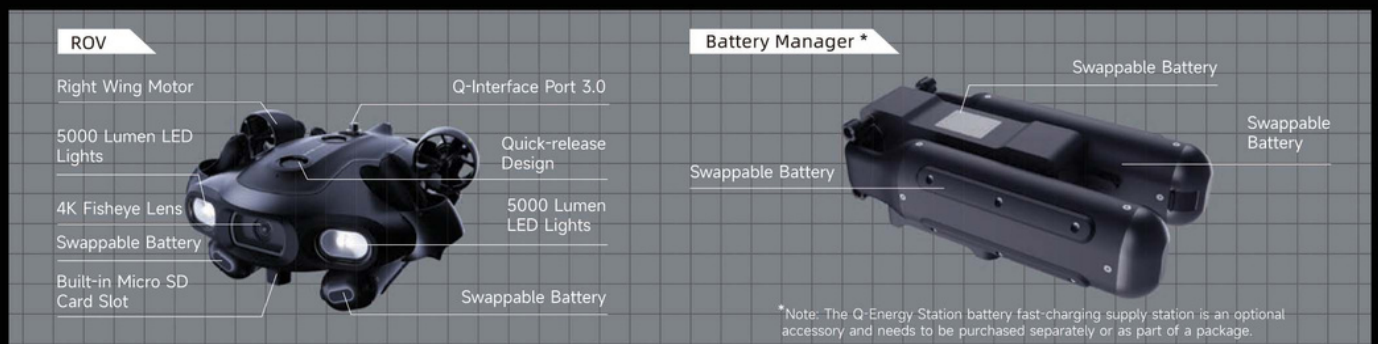 ROV
Right Wing Motor
5000 Lumen LED
Lights
4K Fisheye Lens
Swappable Battery
Built-in Micro SD
Card Slot
Q-Interface Port 3.0
Quick-release
Design
5000 Lumen
LED Lights
Swappable Battery
Battery Manager *
Swappable Battery
Swappable
Battery
Swappable Battery
*Note: The Q-Energy Station battery fast-charging supply station is an optional
accessory and needs to be purchased separately or as part of a package.